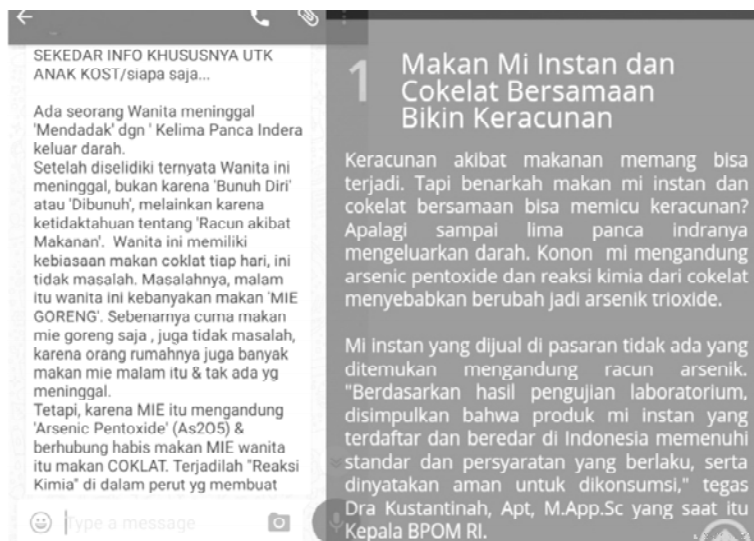 SEKEDAR INFO KHUSUSNYA UTK
ANAK KOST/siapa saja...
Ada seorang Wanita meninggal
'Mendadak' dgn ' Kelima Panca Indera
keluar darah.
Setelah diselidiki ternyata Wanita ini
meninggal, bukan karena 'Bunuh Diri'
atau 'Dibunuh', melainkan karena
ketidaktahuan tentang 'Racun akibat
Makanan'. Wanita ini memiliki
kebiasaan makan coklat tiap hari, ini
tidak masalah. Masalahnya, malam
itu wanita ini kebanyakan makan 'MIE
GORENG'. Sebenarnya cuma makan
mie goreng saja , juga tidak masalah,
karena orang rumahnya juga banyak
makan mie malam itu & tak ada yg
meninggal.
Tetapi, karena MIE itu mengandung
'Arsenic Pentoxide' (As2O5) &
berhubung habis makan MIE wanita
itu makan COKLAT. Terjadilah "Reaksi
Kimia" di dalam perut yg membuat
Type a message
1
Makan Mi Instan dan
Cokelat Bersamaan
Bikin Keracunan
Keracunan akibat makanan memang bisa
terjadi. Tapi benarkah makan mi instan dan
cokelat bersamaan bisa memicu keracunan?
Apalagi sampai lima panca indranya
mengeluarkan darah. Konon mi mengandung
arsenic pentoxide dan reaksi kimia dari cokelat
menyebabkan berubah jadi arsenik trioxide.
Mi instan yang dijual di pasaran tidak ada yang
ditemukan mengandung racun arsenik.
"Berdasarkan hasil pengujian laboratorium,
disimpulkan bahwa produk mi instan yang
terdaftar dan beredar di Indonesia memenuhi
standar dan persyaratan yang berlaku, serta
dinyatakan aman untuk dikonsumsi," tegas
Dra Kustantinah, Apt, M.App.Sc yang saat itu
Kepala BPOM RI.